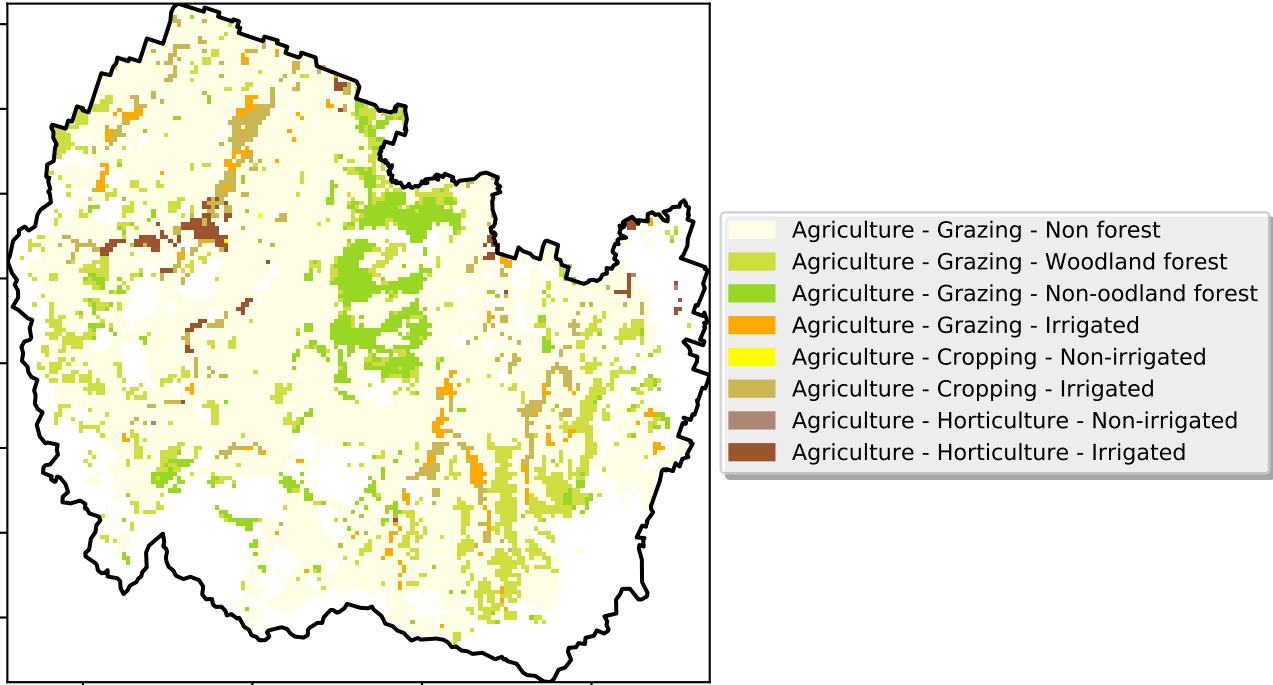 Agriculture - Grazing - Non forest
Agriculture - Grazing - Woodland forest
Agriculture - Grazing - Non-oodland forest
Agriculture - Grazing - Irrigated
Agriculture - Cropping - Non-irrigated
Agriculture - Cropping - Irrigated
Agriculture - Horticulture - Non-irrigated
Agriculture - Horticulture - Irrigated